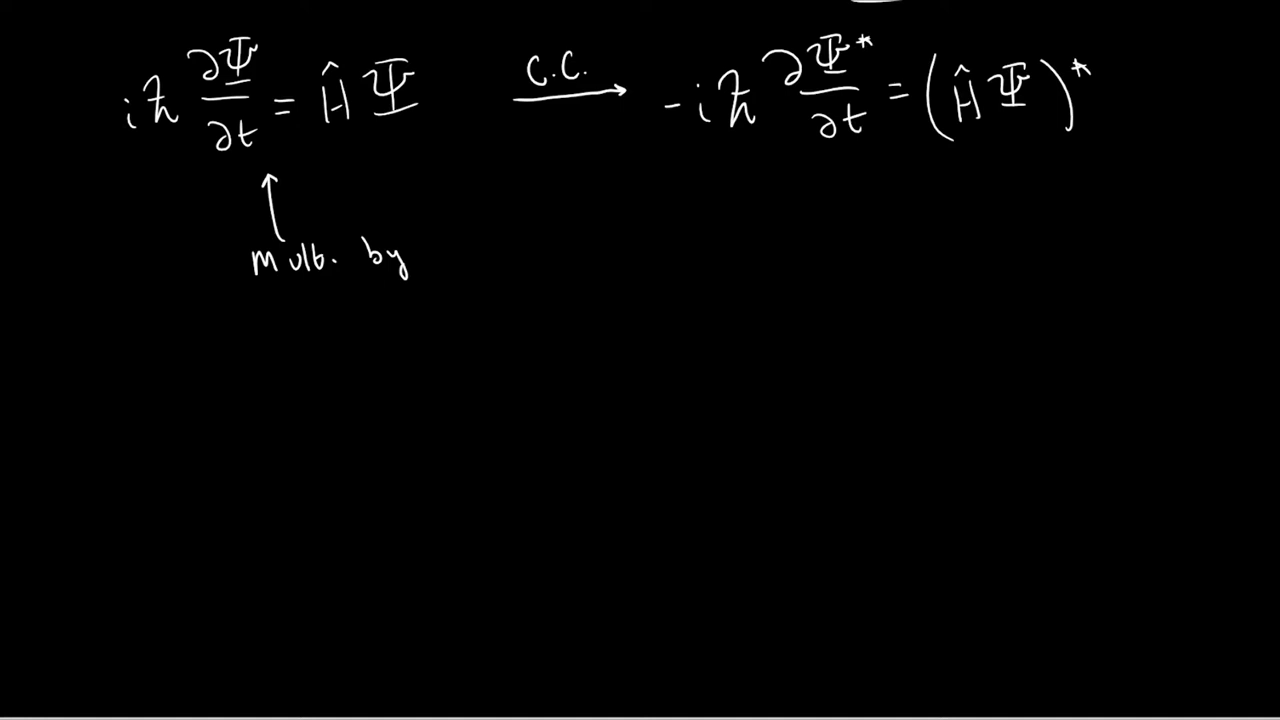 iħ ∂Ψ/∂t = ĤΨ C.C. → -iħ ∂Ψ*/∂t = (ĤΨ)*
mult. by